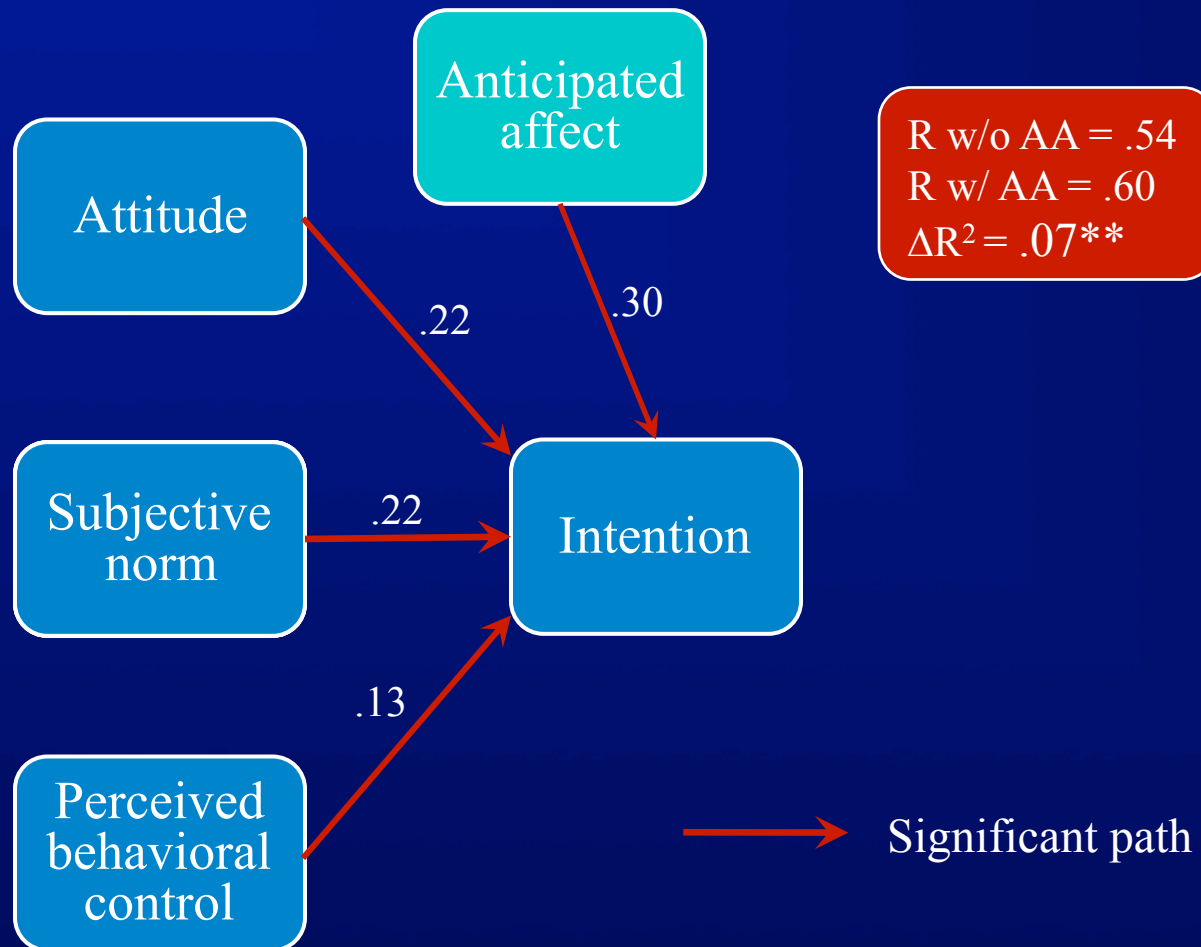 Anticipated
affect
R w/o AA = .54
R w/ AA = .60
ΔR² = .07**
Attitude
.22
.30
Subjective
norm
.22
Intention
.13
Perceived
behavioral
control
Significant path